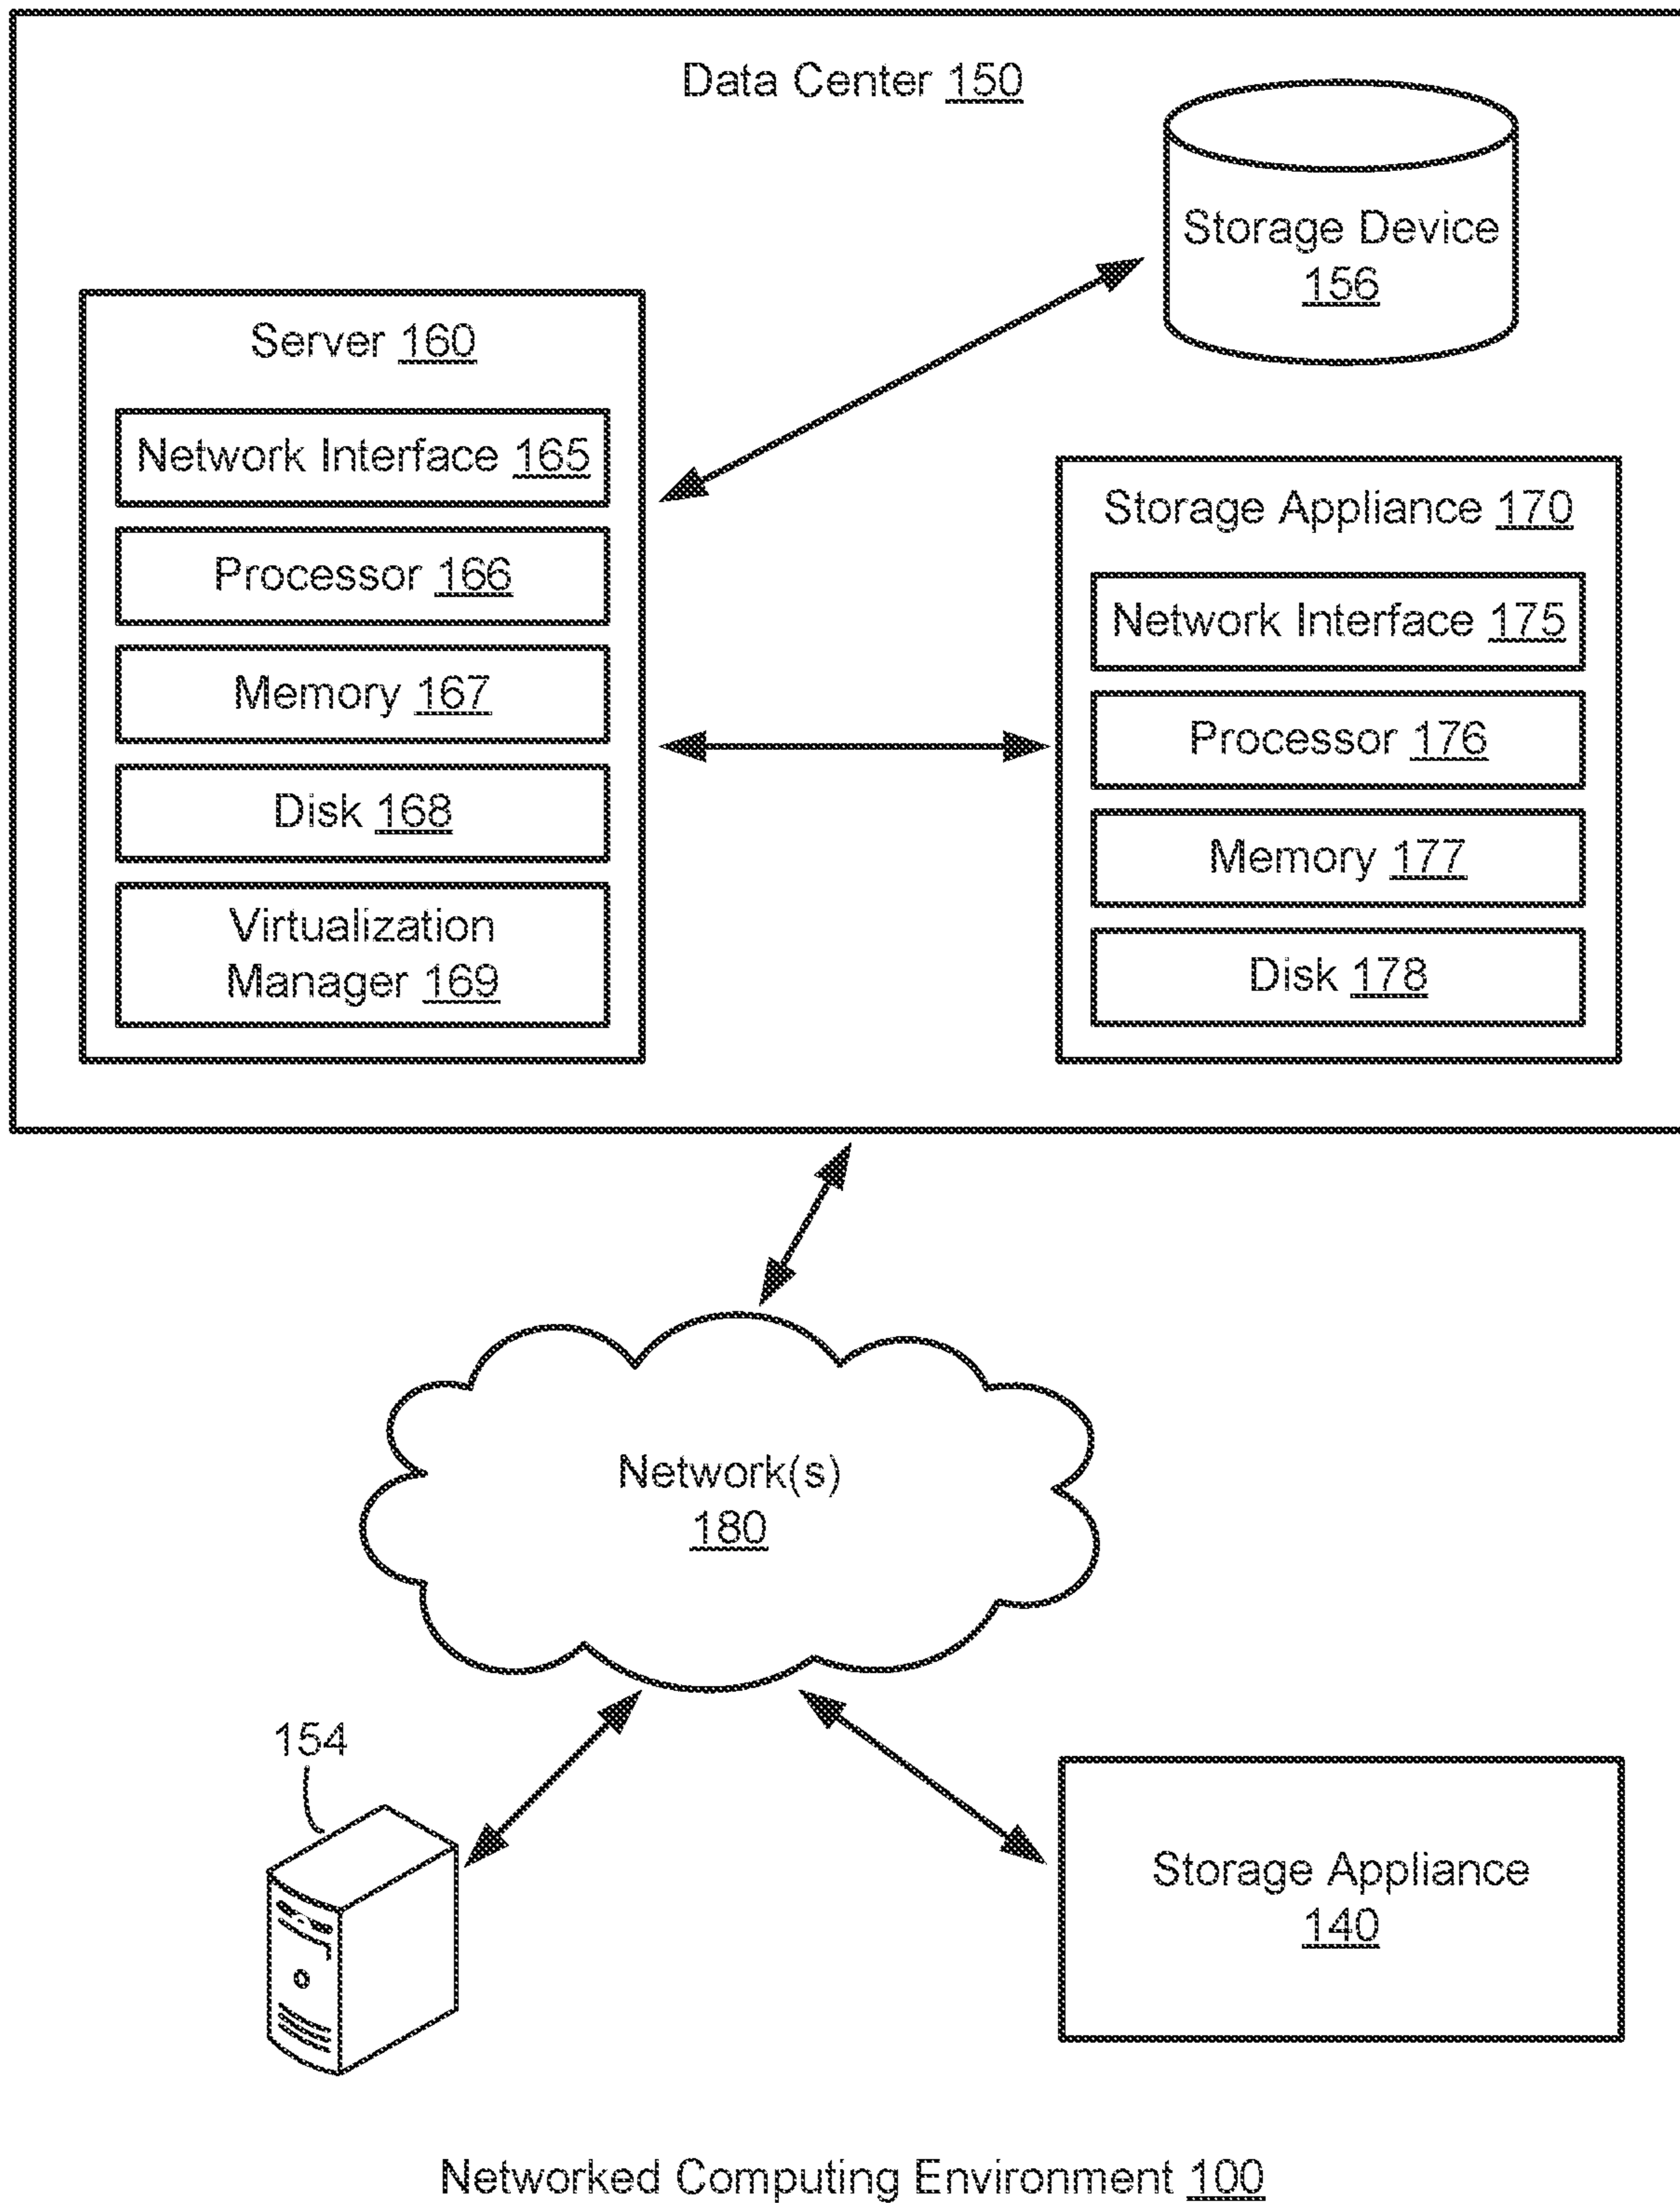 Data Center 150
Storage Device
156
Server 160
Network Interface 165
Processor 166
Memory 167
Disk 168
Virtualization
Manager 169
Storage Appliance 170
Network Interface 175
Processor 176
Memory 177
Disk 178
Network(s)
180
154
Storage Appliance
140
Networked Computing Environment 100